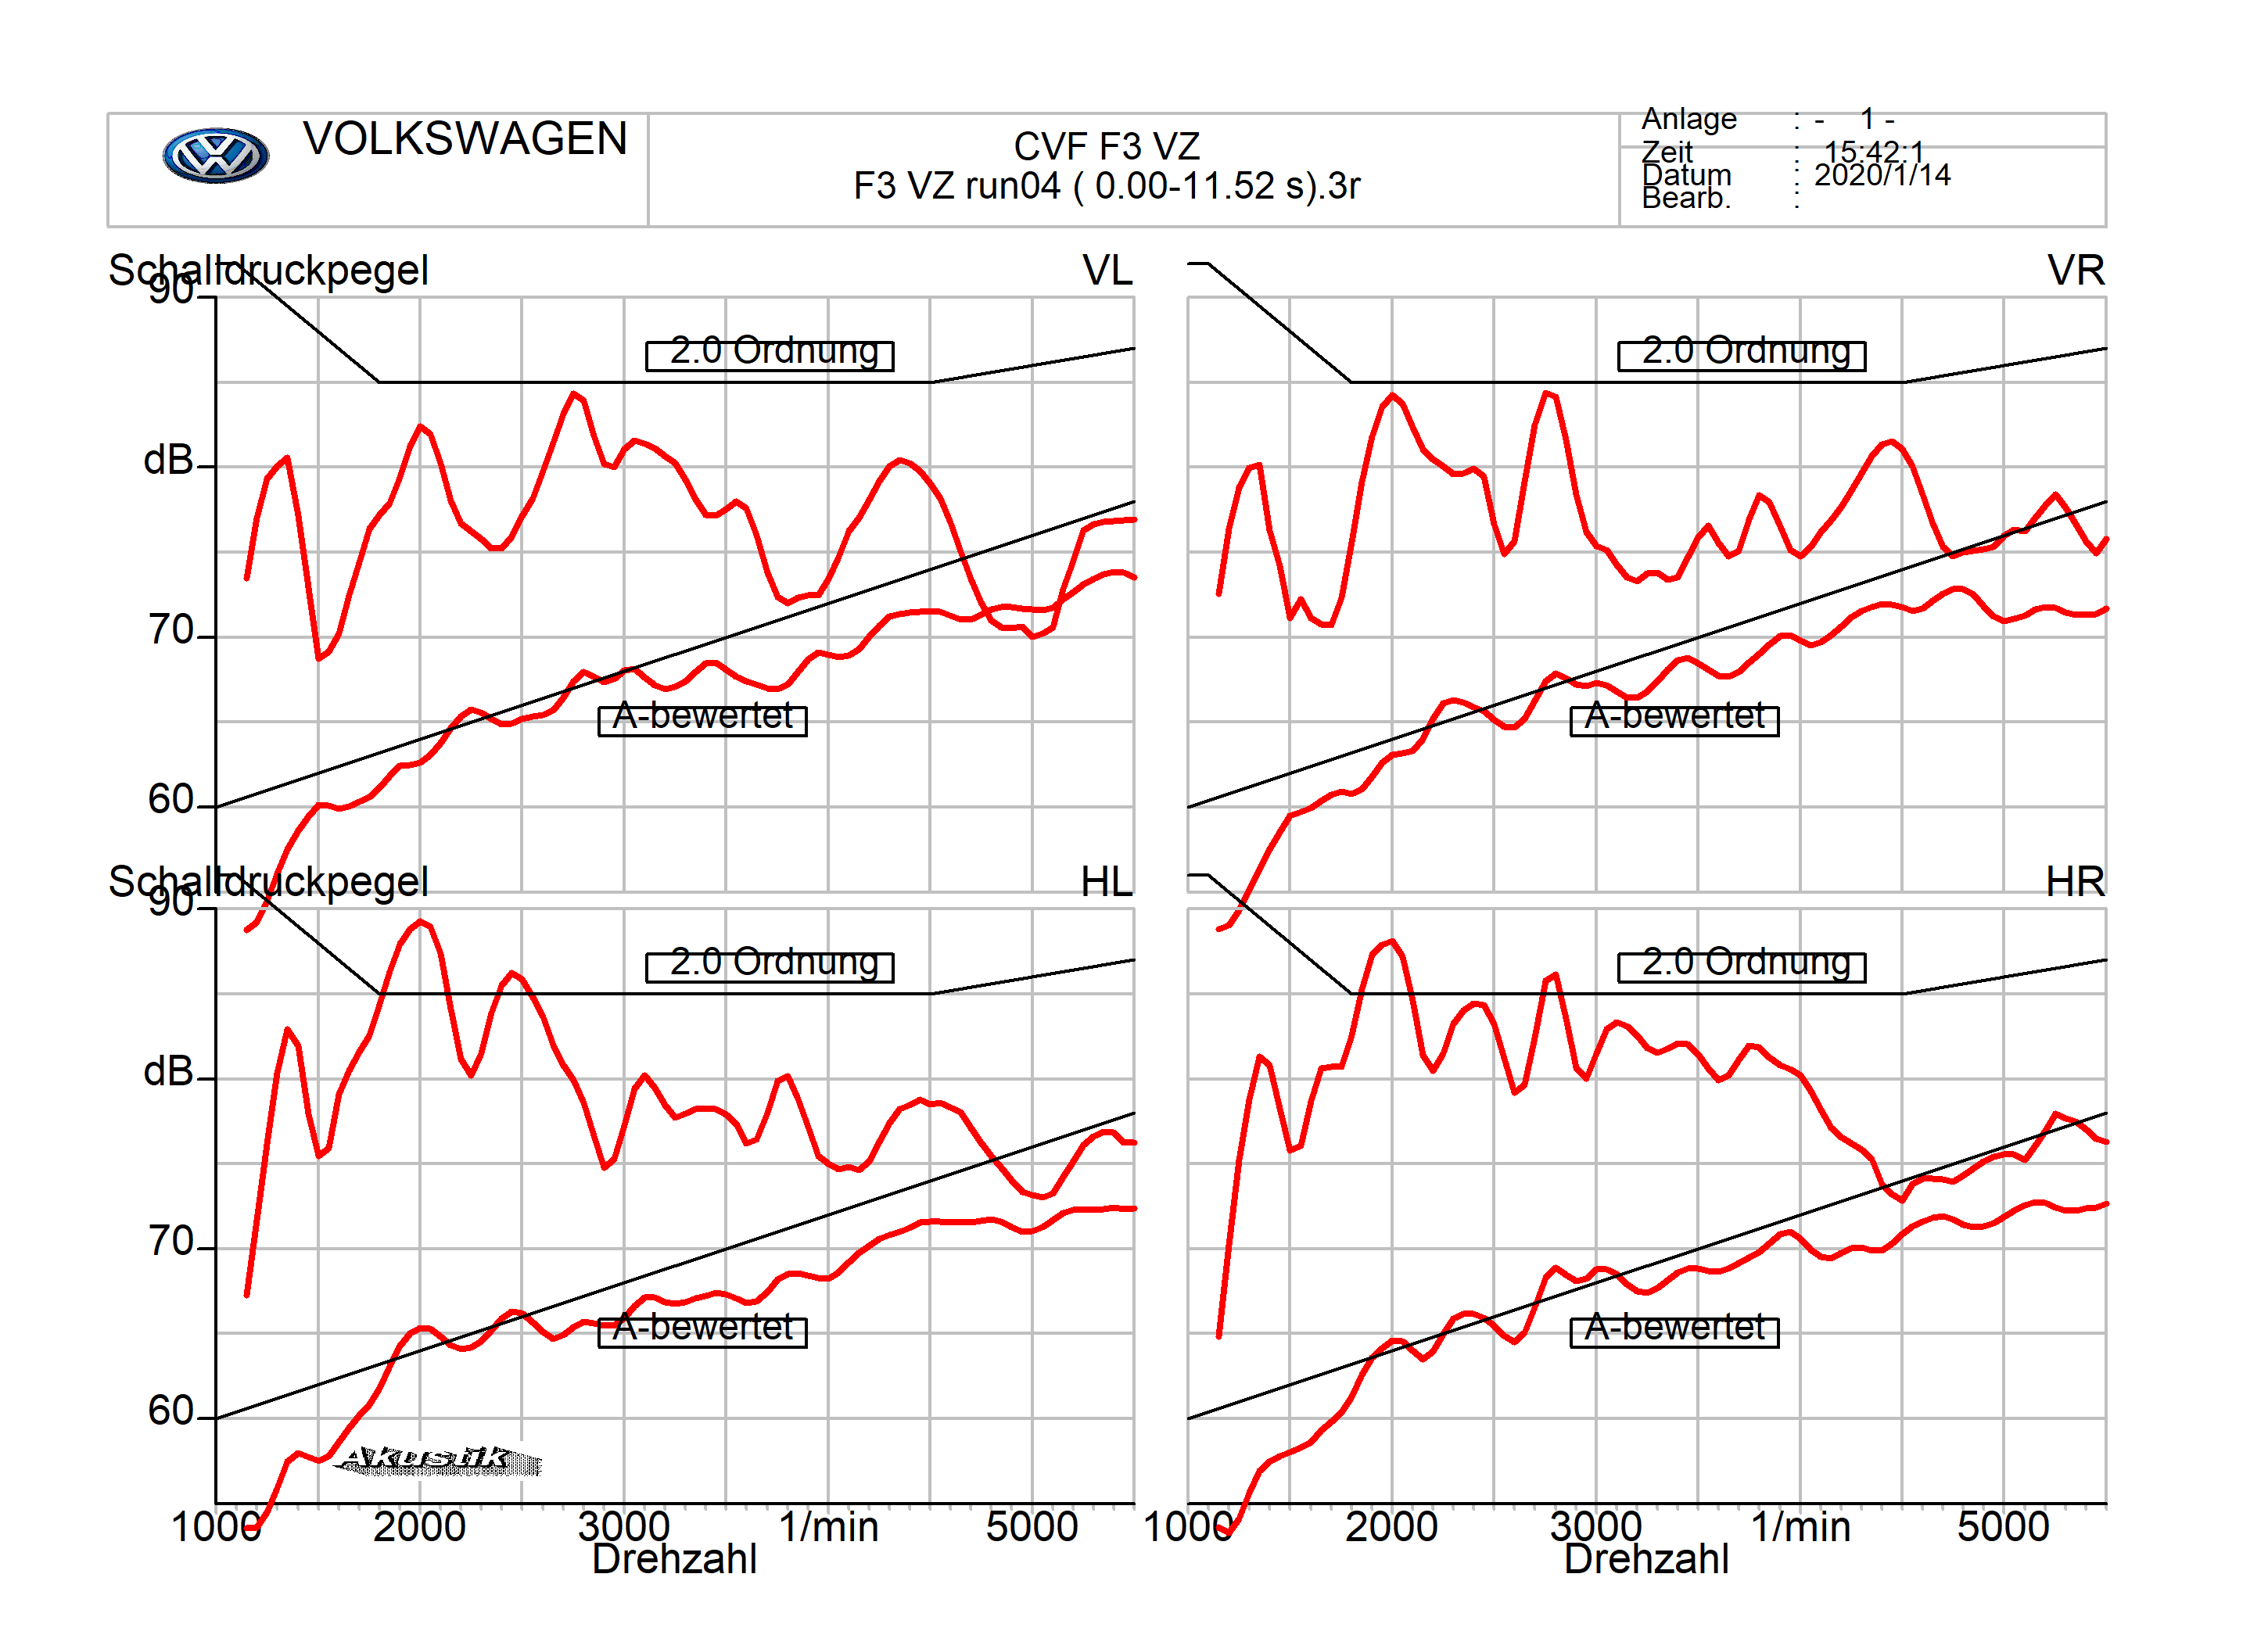 VOLKSWAGEN
CVF F3 VZ
F3 VZ run04 ( 0.00-11.52 s).3r
Anlage : - 1 -
Zeit : 15:42:1
Datum : 2020/1/14
Bearb. :
Schalldruckpegel VL VR
90
2.0 Ordnung 2.0 Ordnung
dB
70
A-bewertet A-bewertet
60
Schalldruckpegel HL HR
90
2.0 Ordnung 2.0 Ordnung
dB
70
A-bewertet A-bewertet
60
Akustik
1000 2000 3000 1/min 5000 1000 2000 3000 1/min 5000
Drehzahl Drehzahl